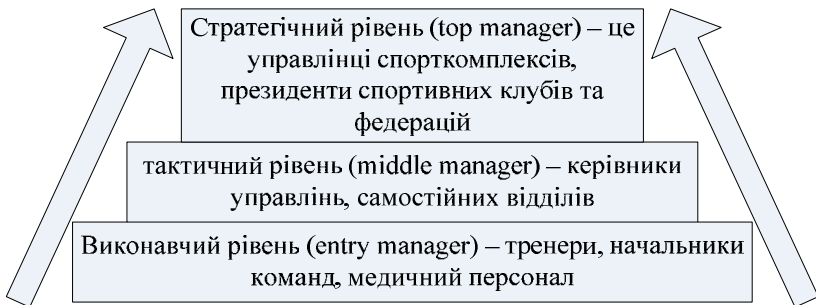 Стратегічний рівень (top manager) – це
управлінці спорткомплексів,
президенти спортивних клубів та
федерацій
тактичний рівень (middle manager) – керівники
управлінь, самостійних відділів
Виконавчий рівень (entry manager) – тренери, начальники
команд, медичний персонал